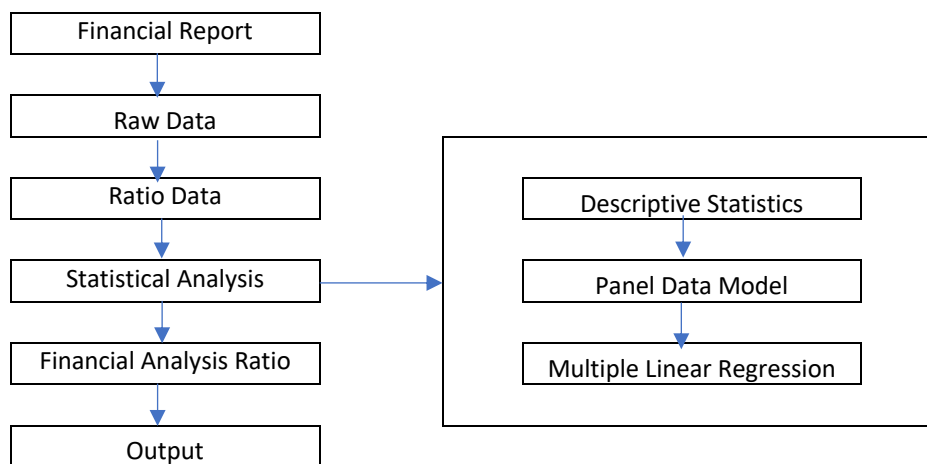 Financial Report
Raw Data
Ratio Data
Statistical Analysis
Financial Analysis Ratio
Output
Descriptive Statistics
Panel Data Model
Multiple Linear Regression